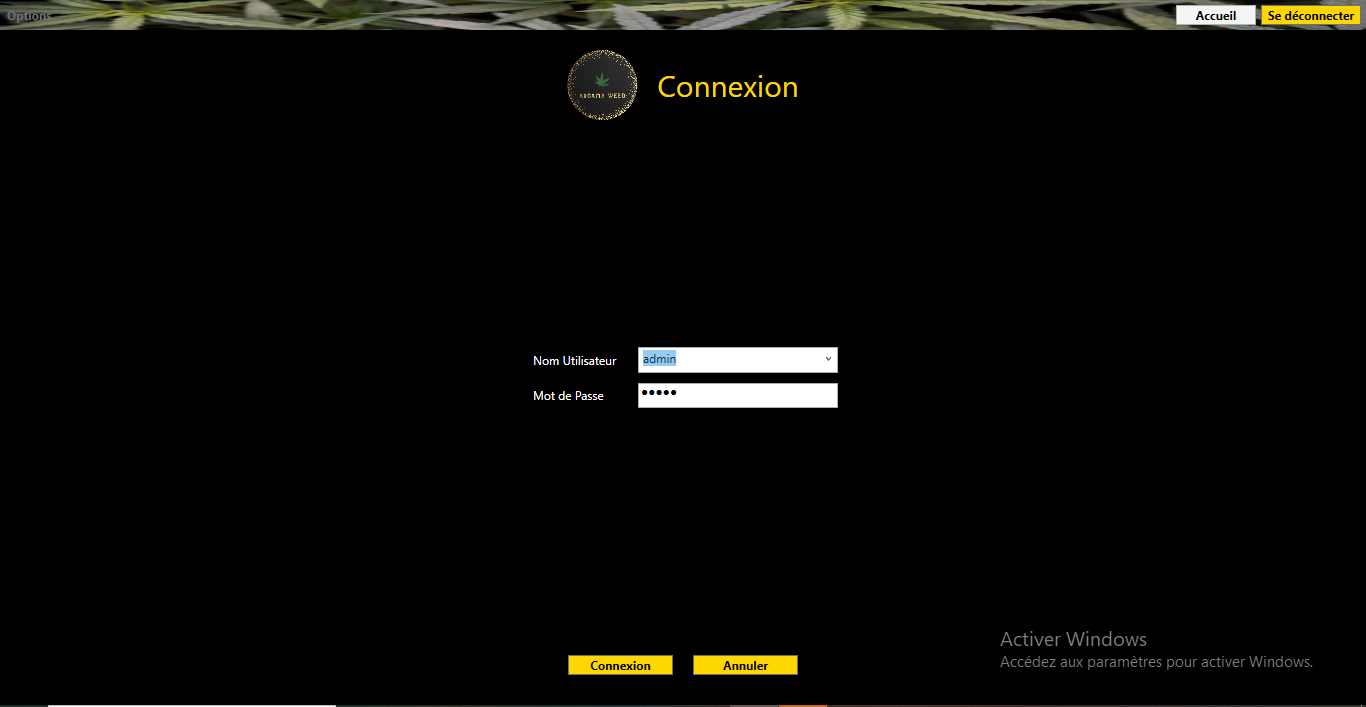 Options
Accueil
Se déconnecter
Connexion
Nom Utilisateur
admin
Mot de Passe
Activer Windows
Accédez aux paramètres pour activer Windows.
Connexion
Annuler